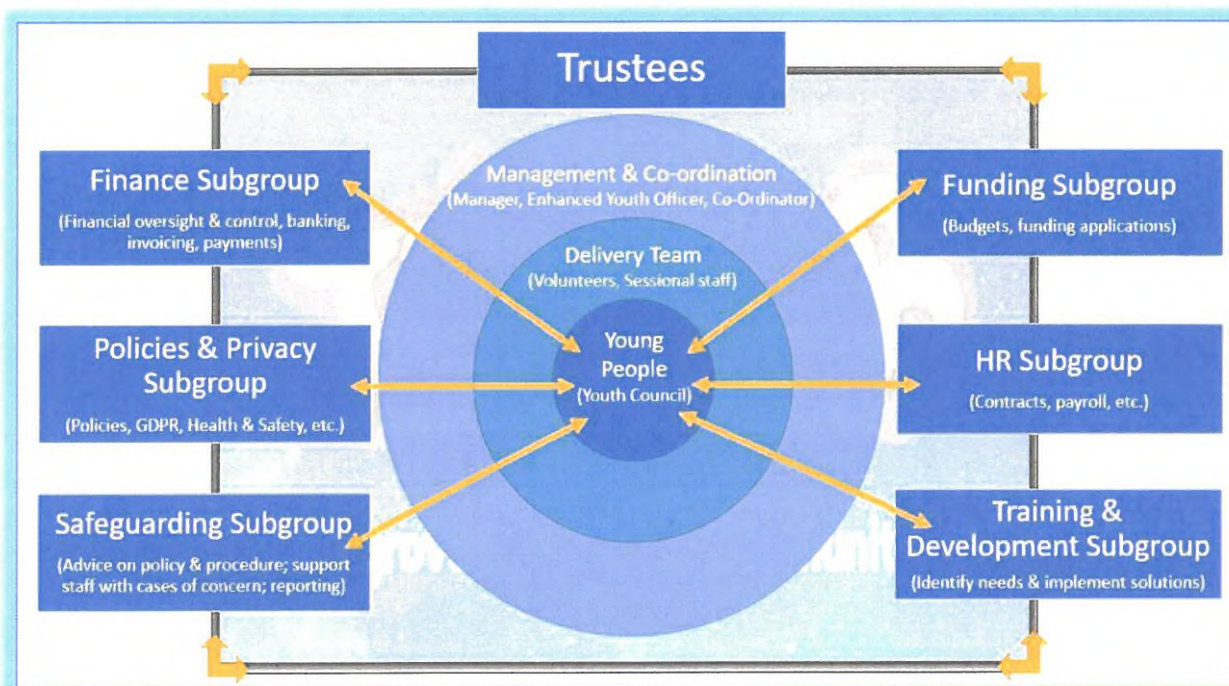 Trustees
Finance Subgroup
(Financial oversight & control, banking,
invoicing, payments)
Policies & Privacy
Subgroup
(Policies, GDPR, Health & Safety, etc.)
Safeguarding Subgroup
(Advice on policy & procedure; support
staff with cases of concern; reporting)
Management & Co-ordination
(Manager, Enhanced Youth Officer, Co-Ordinator)
Delivery Team
(Volunteers, Sessional staff)
Young
People
(Youth Council)
Funding Subgroup
(Budgets, funding applications)
HR Subgroup
(Contracts, payroll, etc.)
Training &
Development Subgroup
(Identify needs & implement solutions)